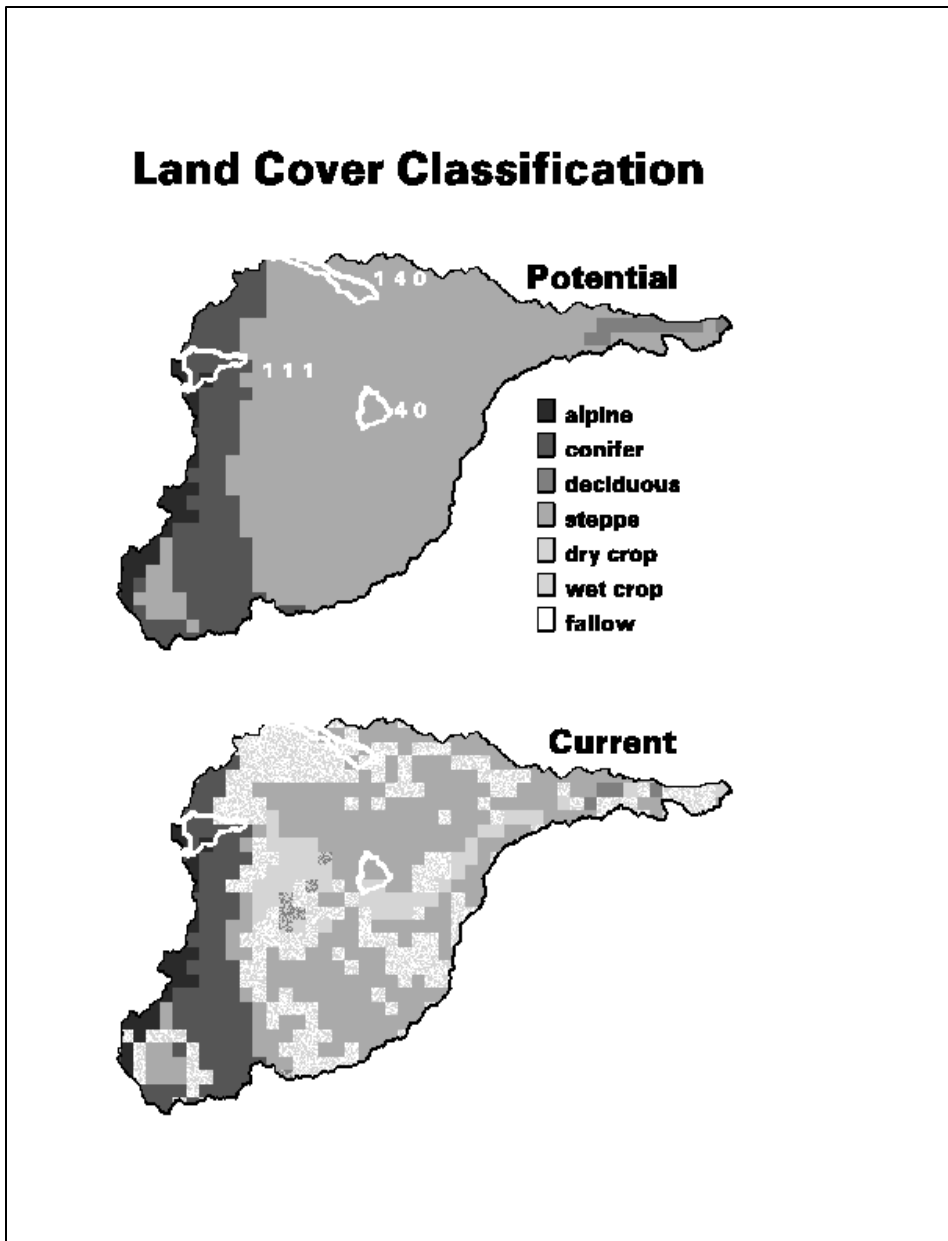 Land Cover Classification
Potential
140
111
40
alpine
conifer
deciduous
steppe
dry crop
wet crop
fallow
Current